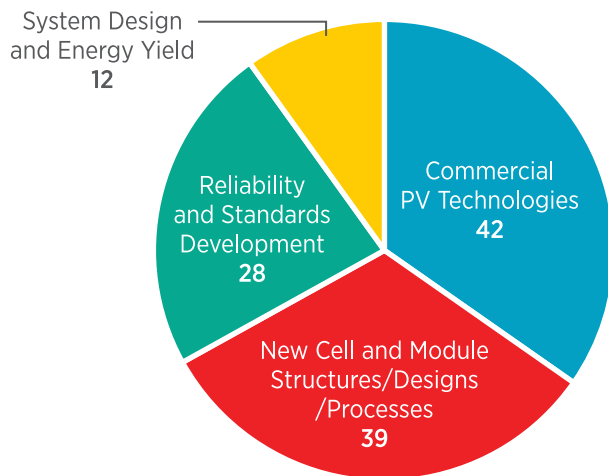 System Design
and Energy Yield
12
Commercial
PV Technologies
42
Reliability
and Standards
Development
28
New Cell and Module
Structures/Designs
/Processes
39